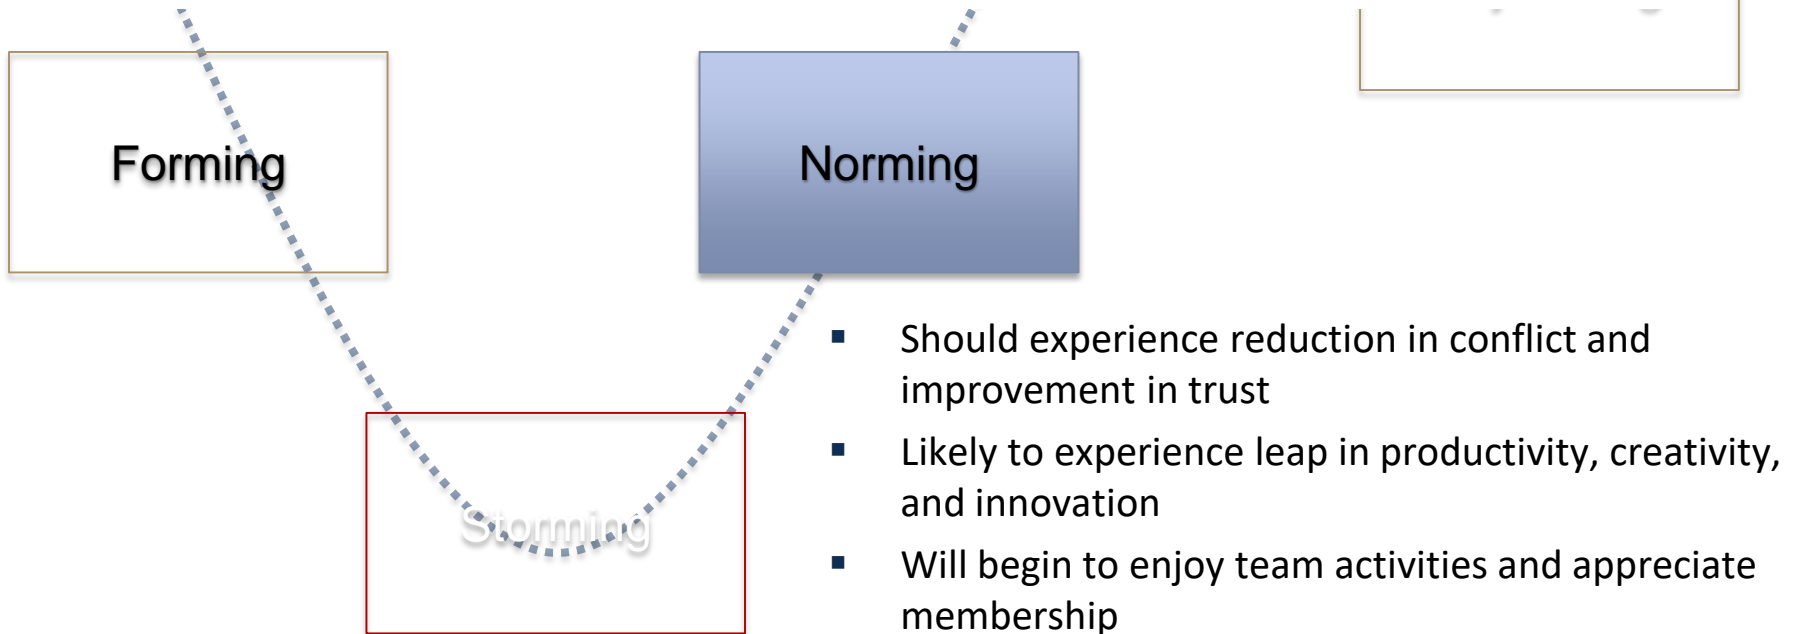 Forming
Norming
Storming
▪ Should experience reduction in conflict and
improvement in trust
▪ Likely to experience leap in productivity, creativity,
and innovation
▪ Will begin to enjoy team activities and appreciate
membership